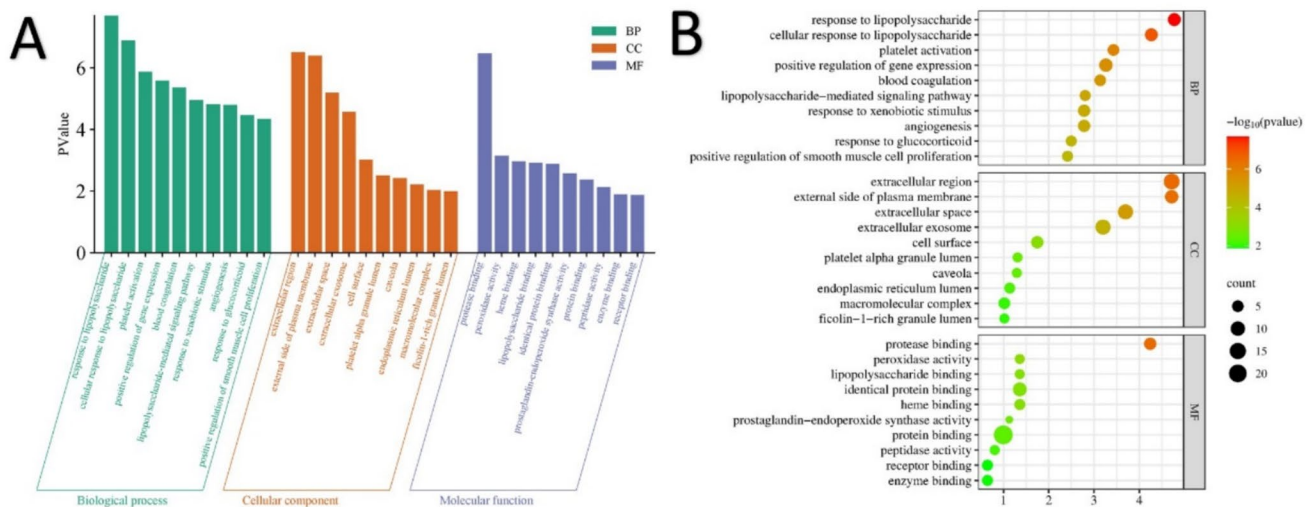 A
BP
CC
MF
PValue
6
4
2
0
response to lipopolysaccharide
cellular response to lipopolysaccharide
platelet activation
positive regulation of gene expression
blood coagulation
lipopolysaccharide-mediated signaling pathway
response to xenobiotic stimulus
angiogenesis
response to glucocorticoid
positive regulation of smooth muscle cell proliferation
extracellular region
external side of plasma membrane
extracellular space
extracellular exosome
cell surface
platelet alpha granule lumen
caveola
endoplasmic reticulum lumen
macromolecular complex
ficolin-1-rich granule lumen
protease binding
peroxidase activity
heme binding
lipopolysaccharide binding
identical protein binding
prostaglandin-endoperoxide synthase activity
protein binding
peptidase activity
enzyme binding
receptor binding
Biological process
Cellular component
Molecular function
B
response to lipopolysaccharide
cellular response to lipopolysaccharide
platelet activation
positive regulation of gene expression
blood coagulation
lipopolysaccharide−mediated signaling pathway
response to xenobiotic stimulus
angiogenesis
response to glucocorticoid
positive regulation of smooth muscle cell proliferation
BP
extracellular region
external side of plasma membrane
extracellular space
extracellular exosome
cell surface
platelet alpha granule lumen
caveola
endoplasmic reticulum lumen
macromolecular complex
ficolin−1−rich granule lumen
CC
protease binding
peroxidase activity
lipopolysaccharide binding
identical protein binding
heme binding
prostaglandin−endoperoxide synthase activity
protein binding
peptidase activity
receptor binding
enzyme binding
MF
1 2 3 4
−log10(pvalue)
6
4
2
count
5
10
15
20